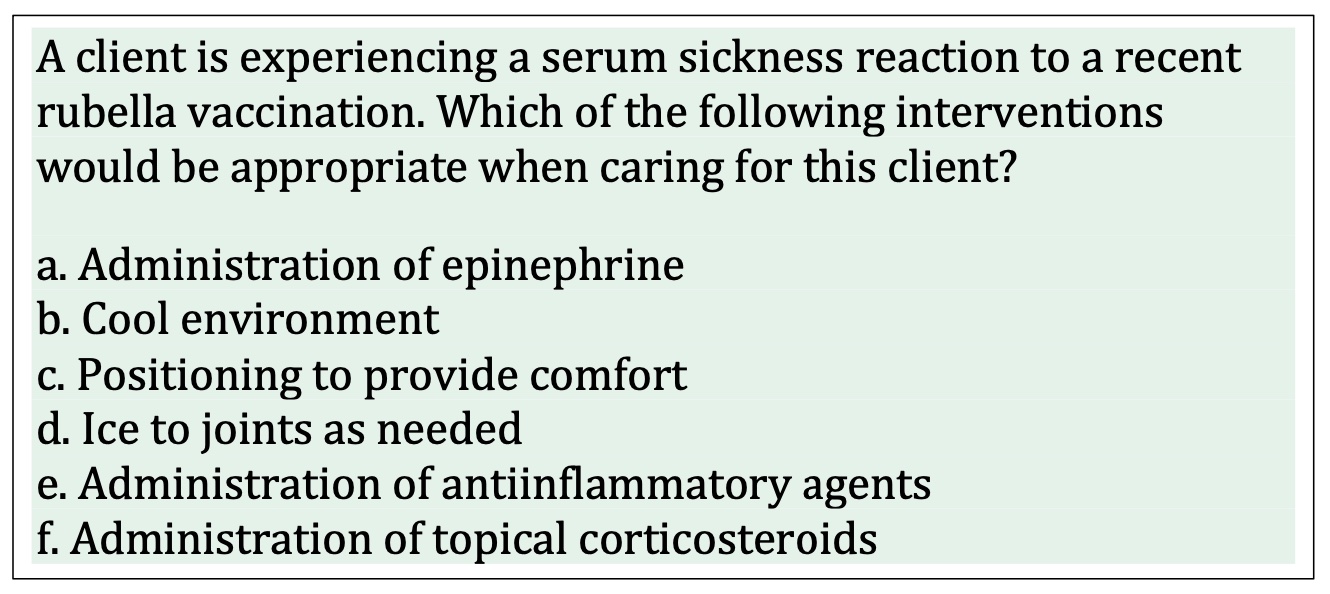 A client is experiencing a serum sickness reaction to a recent
rubella vaccination. Which of the following interventions
would be appropriate when caring for this client?
a. Administration of epinephrine
b. Cool environment
c. Positioning to provide comfort
d. Ice to joints as needed
e. Administration of antiinflammatory agents
f. Administration of topical corticosteroids